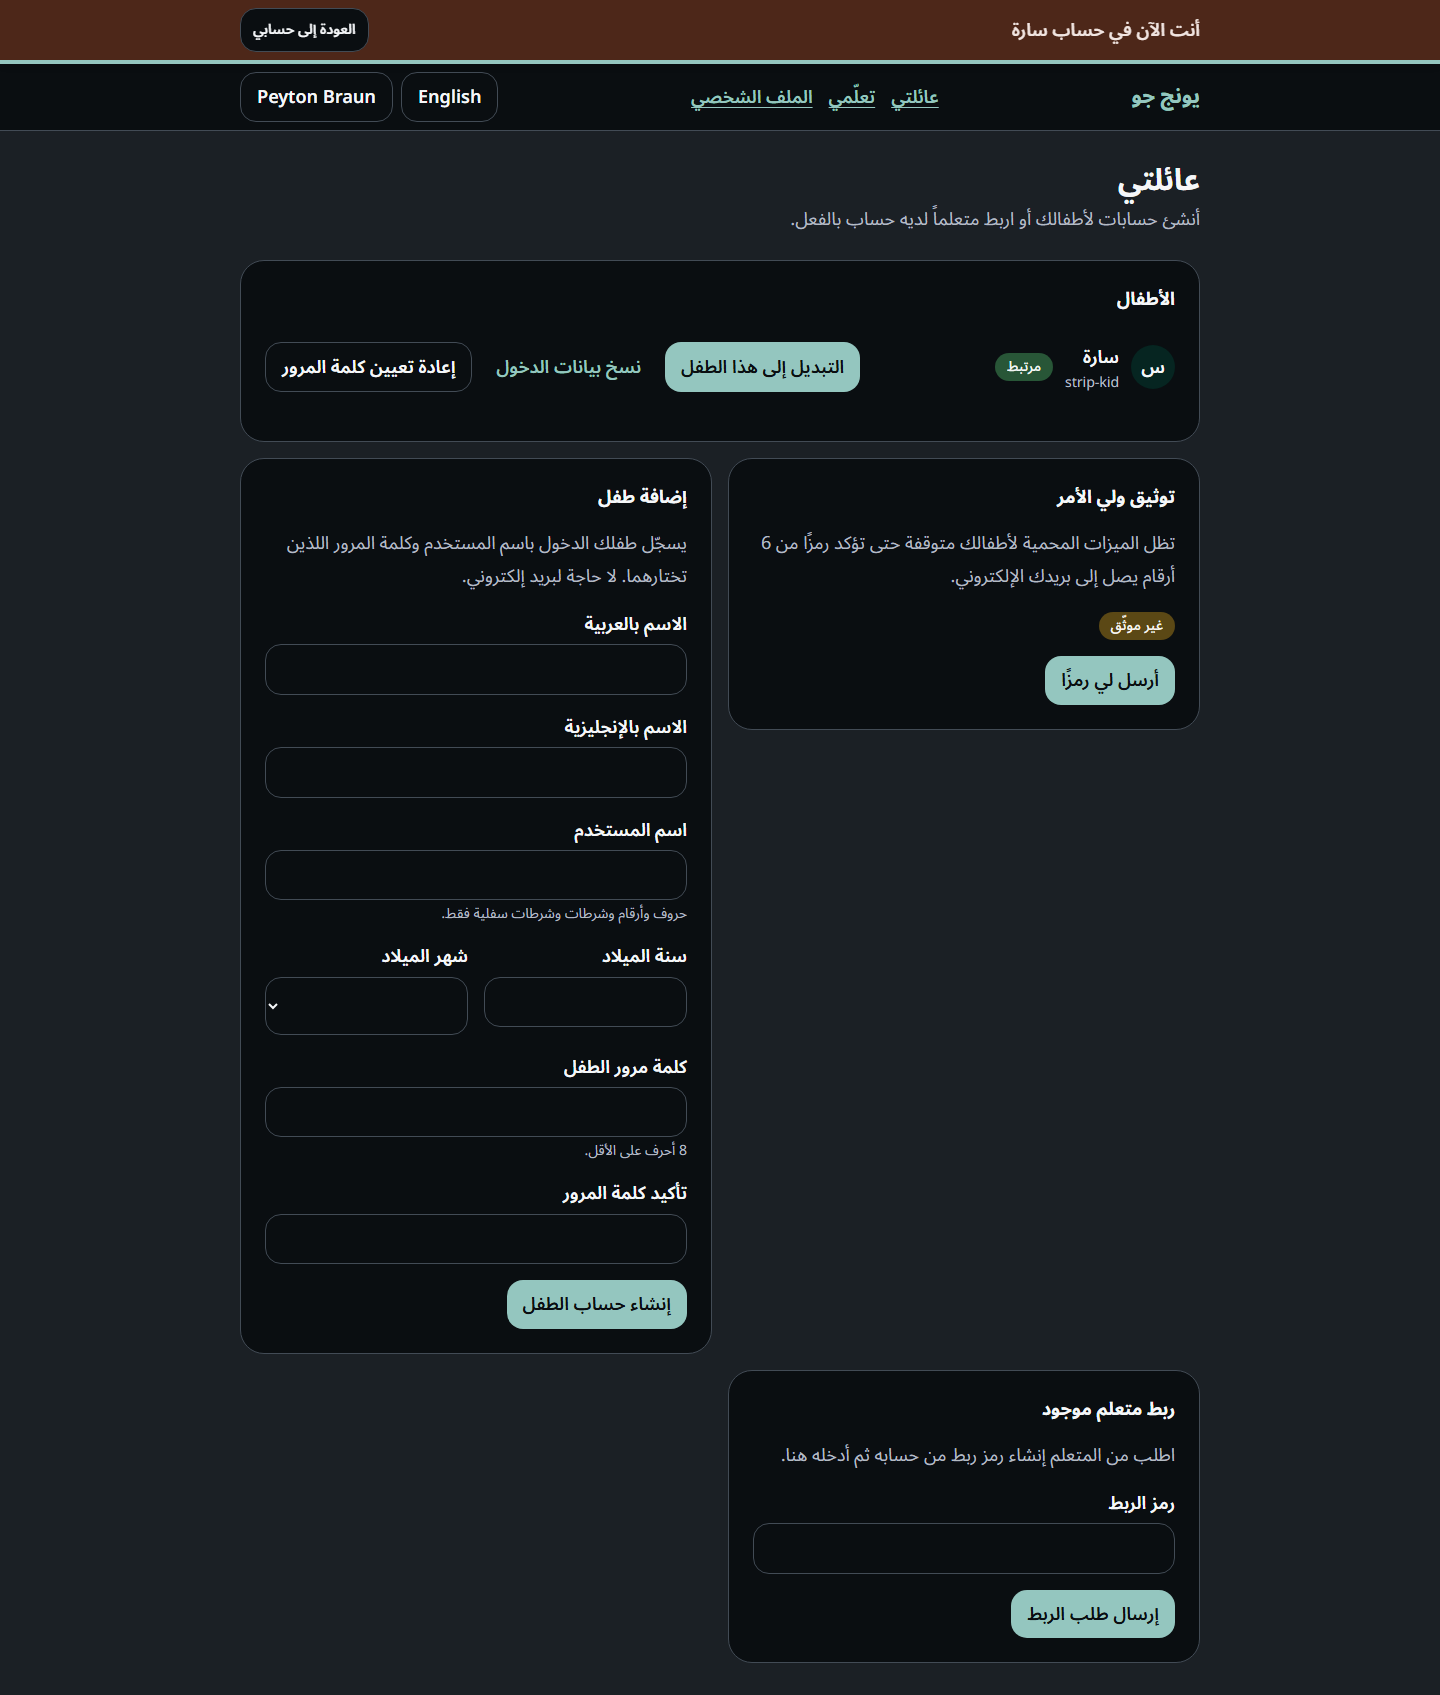 أنت الآن في حساب سارة
العودة إلى حسابي
يونج جو
عائلتي تعلّمي الملف الشخصي
English
Peyton Braun
عائلتي
أنشئ حسابات لأطفالك أو اربط متعلماً لديه حساب بالفعل.
الأطفال
س
سارة
strip-kid
مرتبط
التبديل إلى هذا الطفل
نسخ بيانات الدخول
إعادة تعيين كلمة المرور
توثيق ولي الأمر
تظل الميزات المحمية لأطفالك متوقفة حتى تؤكد رمزًا من 6
أرقام يصل إلى بريدك الإلكتروني.
غير موثّق
أرسل لي رمزًا
إضافة طفل
يسجّل طفلك الدخول باسم المستخدم وكلمة المرور اللذين
تختارهما. لا حاجة لبريد إلكتروني.
الاسم بالعربية
الاسم بالإنجليزية
اسم المستخدم
حروف وأرقام وشرطات وشرطات سفلية فقط.
سنة الميلاد
شهر الميلاد
كلمة مرور الطفل
8 أحرف على الأقل.
تأكيد كلمة المرور
إنشاء حساب الطفل
ربط متعلم موجود
اطلب من المتعلم إنشاء رمز ربط من حسابه ثم أدخله هنا.
رمز الربط
إرسال طلب الربط